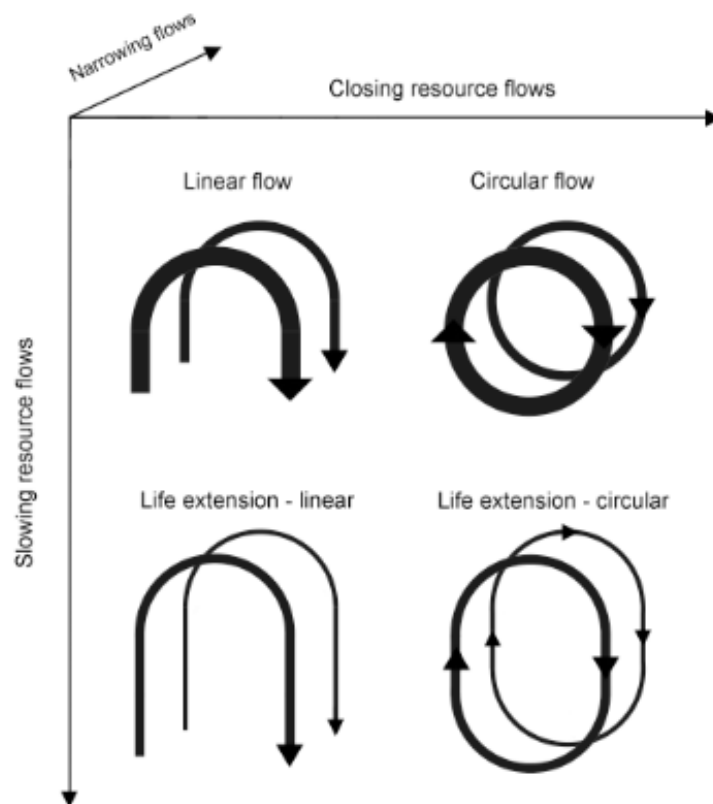 Narrowing flows
Closing resource flows
Linear flow
Circular flow
Slowing resource flows
Life extension - linear
Life extension - circular